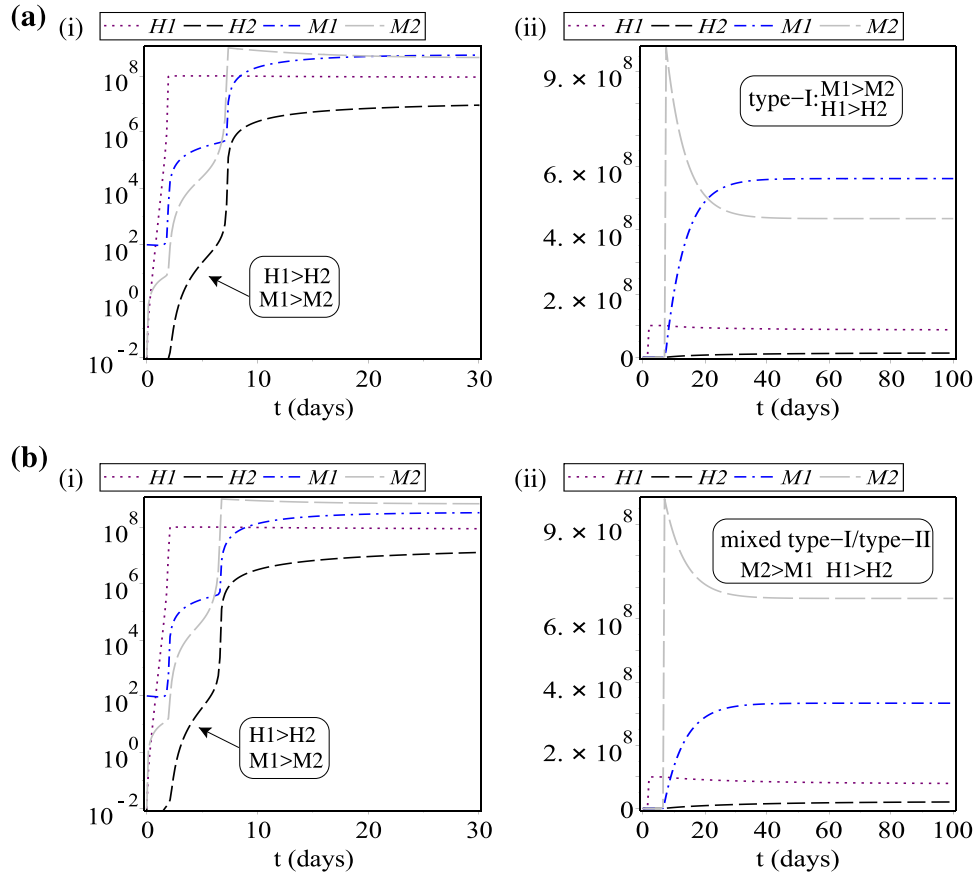 (a)
(i) H1 H2 M1 M2
10^8
10^6
10^4
10^2
10^0
10^-2
0 10 20 30
t (days)
H1>H2
M1>M2
(ii) H1 H2 M1 M2
9. × 10^8
6. × 10^8
4. × 10^8
2. × 10^8
0
0 20 40 60 80 100
t (days)
type-I: M1>M2
H1>H2
(b)
(i) H1 H2 M1 M2
10^8
10^6
10^4
10^2
10^0
10^-2
0 10 20 30
t (days)
H1>H2
M1>M2
(ii) H1 H2 M1 M2
9. × 10^8
6. × 10^8
4. × 10^8
2. × 10^8
0
0 20 40 60 80 100
t (days)
mixed type-I/type-II
M2>M1 H1>H2